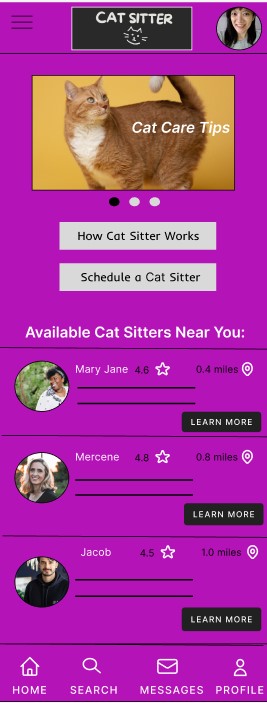 CAT SITTER
Cat Care Tips
How Cat Sitter Works
Schedule a Cat Sitter
Available Cat Sitters Near You:
Mary Jane 4.6 0.4 miles
LEARN MORE
Mercene 4.8 0.8 miles
LEARN MORE
Jacob 4.5 1.0 miles
LEARN MORE
HOME SEARCH MESSAGES PROFILE